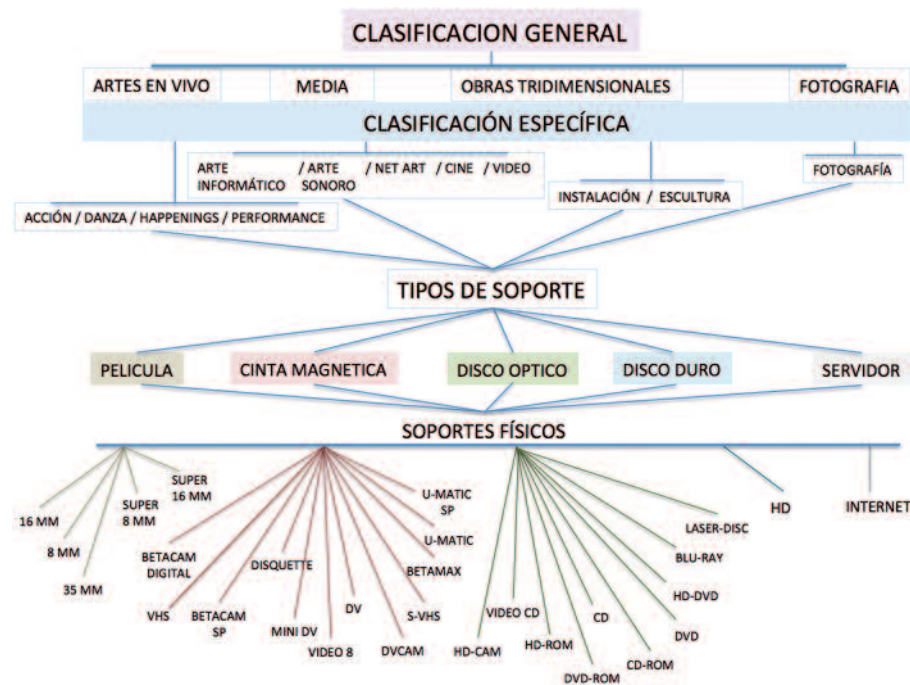 CLASIFICACION GENERAL
ARTES EN VIVO
MEDIA
OBRAS TRIDIMENSIONALES
FOTOGRAFIA
CLASIFICACIÓN ESPECÍFICA
ARTE / ARTE / NET ART / CINE / VIDEO
INFORMÁTICO SONORO
FOTOGRAFÍA
INSTALACIÓN / ESCULTURA
ACCIÓN / DANZA / HAPPENINGS / PERFORMANCE
TIPOS DE SOPORTE
PELICULA
CINTA MAGNETICA
DISCO OPTICO
DISCO DURO
SERVIDOR
SOPORTES FÍSICOS
16 MM
8 MM
35 MM
SUPER
8 MM
SUPER
16 MM
BETACAM
DIGITAL
VHS
BETACAM
SP
DISQUETTE
MINI DV
VIDEO 8
DV
DVCAM
S-VHS
BETAMAX
U-MATIC
U-MATIC
SP
HD-CAM
VIDEO CD
HD-ROM
DVD-ROM
CD
CD-ROM
DVD
HD-DVD
BLU-RAY
LASER-DISC
HD
INTERNET